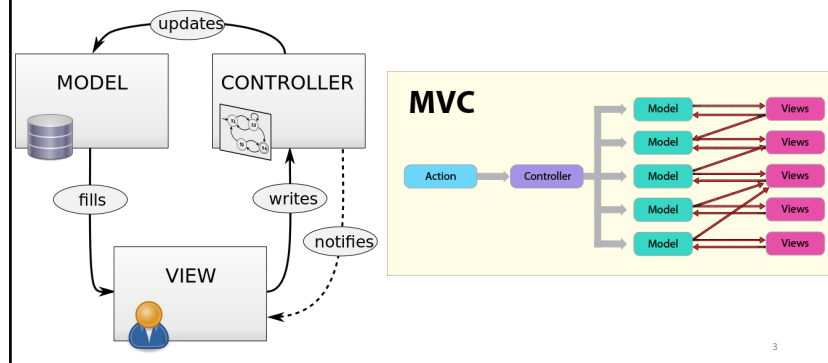 updates
MODEL
CONTROLLER
fills
writes
notifies
VIEW
MVC
Action
Controller
Model
Views
Model
Views
Model
Views
Model
Views
Model
Views
3